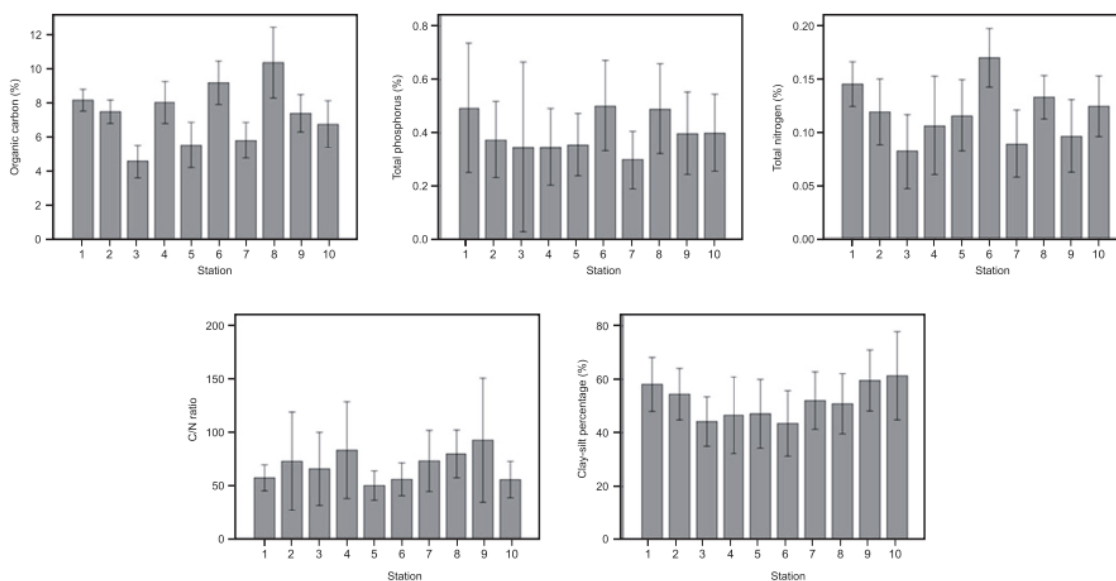 Organic carbon (%)
12
10
8
6
4
2
0
1 2 3 4 5 6 7 8 9 10
Station
Total phosphorus (%)
0.8
0.6
0.4
0.2
0.0
1 2 3 4 5 6 7 8 9 10
Station
Total nitrogen (%)
0.20
0.15
0.10
0.05
0.00
1 2 3 4 5 6 7 8 9 10
Station
C/N ratio
200
150
100
50
0
1 2 3 4 5 6 7 8 9 10
Station
Clay-silt percentage (%)
80
60
40
20
0
1 2 3 4 5 6 7 8 9 10
Station